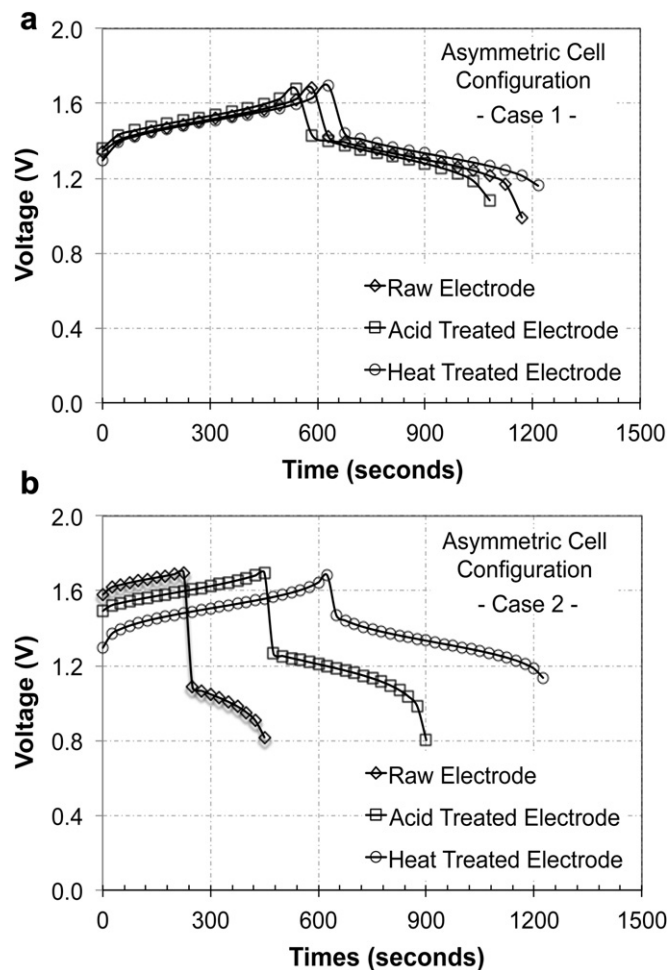 a
2.0
1.6
1.2
0.8
0.4
0.0
Voltage (V)
Asymmetric Cell
Configuration
- Case 1 -
Raw Electrode
Acid Treated Electrode
Heat Treated Electrode
0 300 600 900 1200 1500
Time (seconds)
b
2.0
1.6
1.2
0.8
0.4
0.0
Voltage (V)
Asymmetric Cell
Configuration
- Case 2 -
Raw Electrode
Acid Treated Electrode
Heat Treated Electrode
0 300 600 900 1200 1500
Times (seconds)